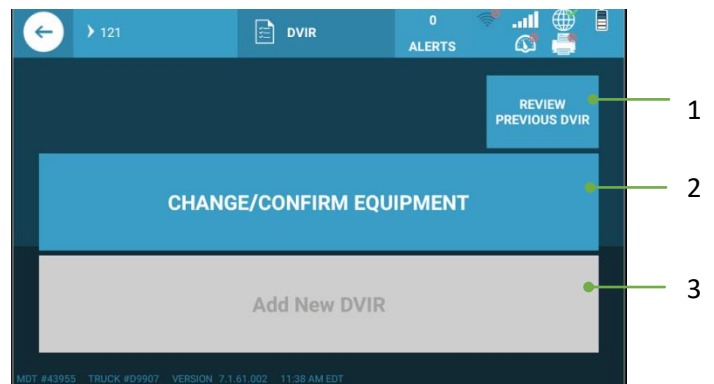 121
DVIR
0
ALERTS
REVIEW
PREVIOUS DVIR
1
CHANGE/CONFIRM EQUIPMENT
2
Add New DVIR
3
MDT #43955 TRUCK #D9907 VERSION 7.1.61.002 11:38 AM EDT